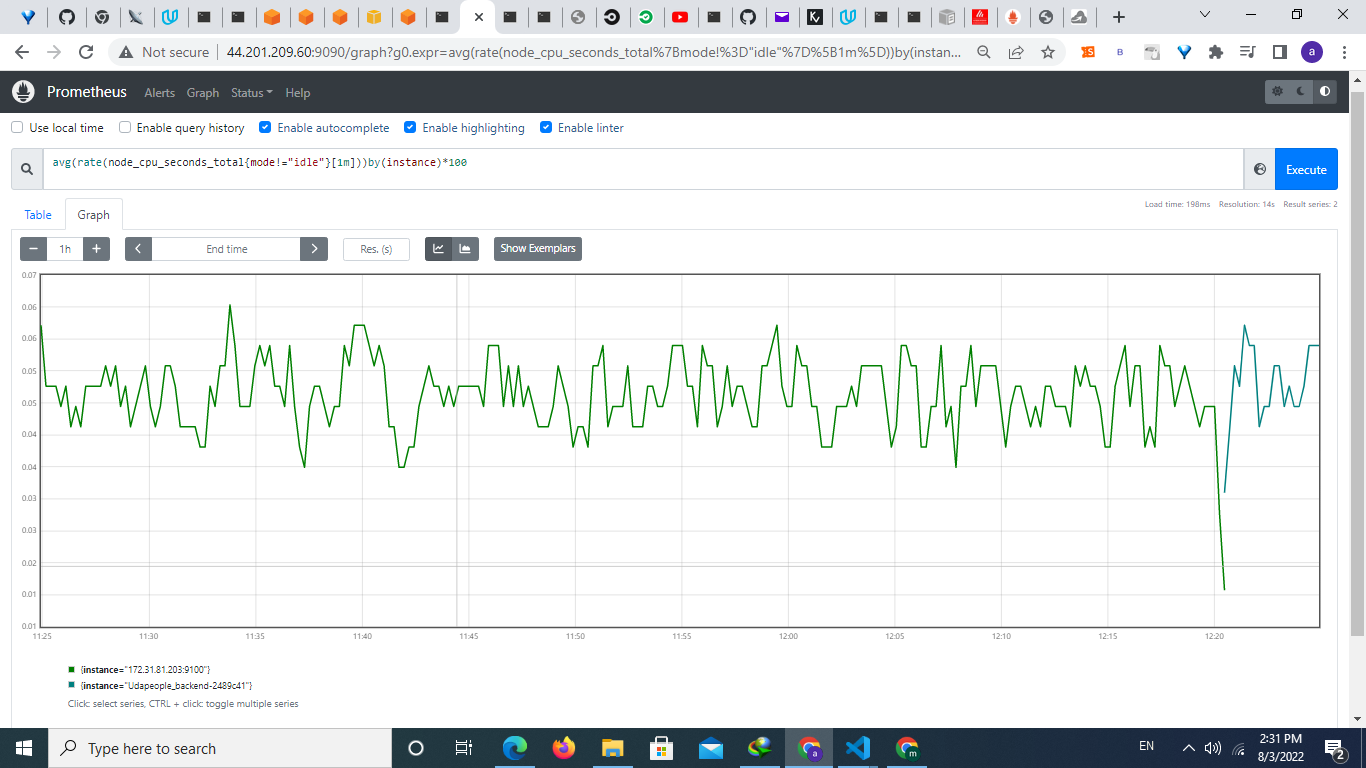 Not secure
44.201.209.60:9090/graph?g0.expr=avg(rate(node_cpu_seconds_total%7Bmode!%3D"idle"%7D%5B1m%5D))by(instan...
a
Prometheus
Alerts
Graph
Status
Help
Use local time
Enable query history
Enable autocomplete
Enable highlighting
Enable linter
avg(rate(node_cpu_seconds_total{mode!="idle"}[1m]))by(instance)*100
Execute
Table
Graph
Load time: 198ms Resolution: 14s Result series: 2
1h
End time
Res. (s)
Show Exemplars
0.07
0.06
0.06
0.05
0.05
0.04
0.04
0.03
0.03
0.02
0.01
0.01
11:25 11:30 11:35 11:40 11:45 11:50 11:55 12:00 12:05 12:10 12:15 12:20
{instance="172.31.81.203:9100"}
{instance="Udapeople_backend-2489c41"}
Click: select series, CTRL + click: toggle multiple series
Type here to search
a
m
EN
2:31 PM
8/3/2022
2